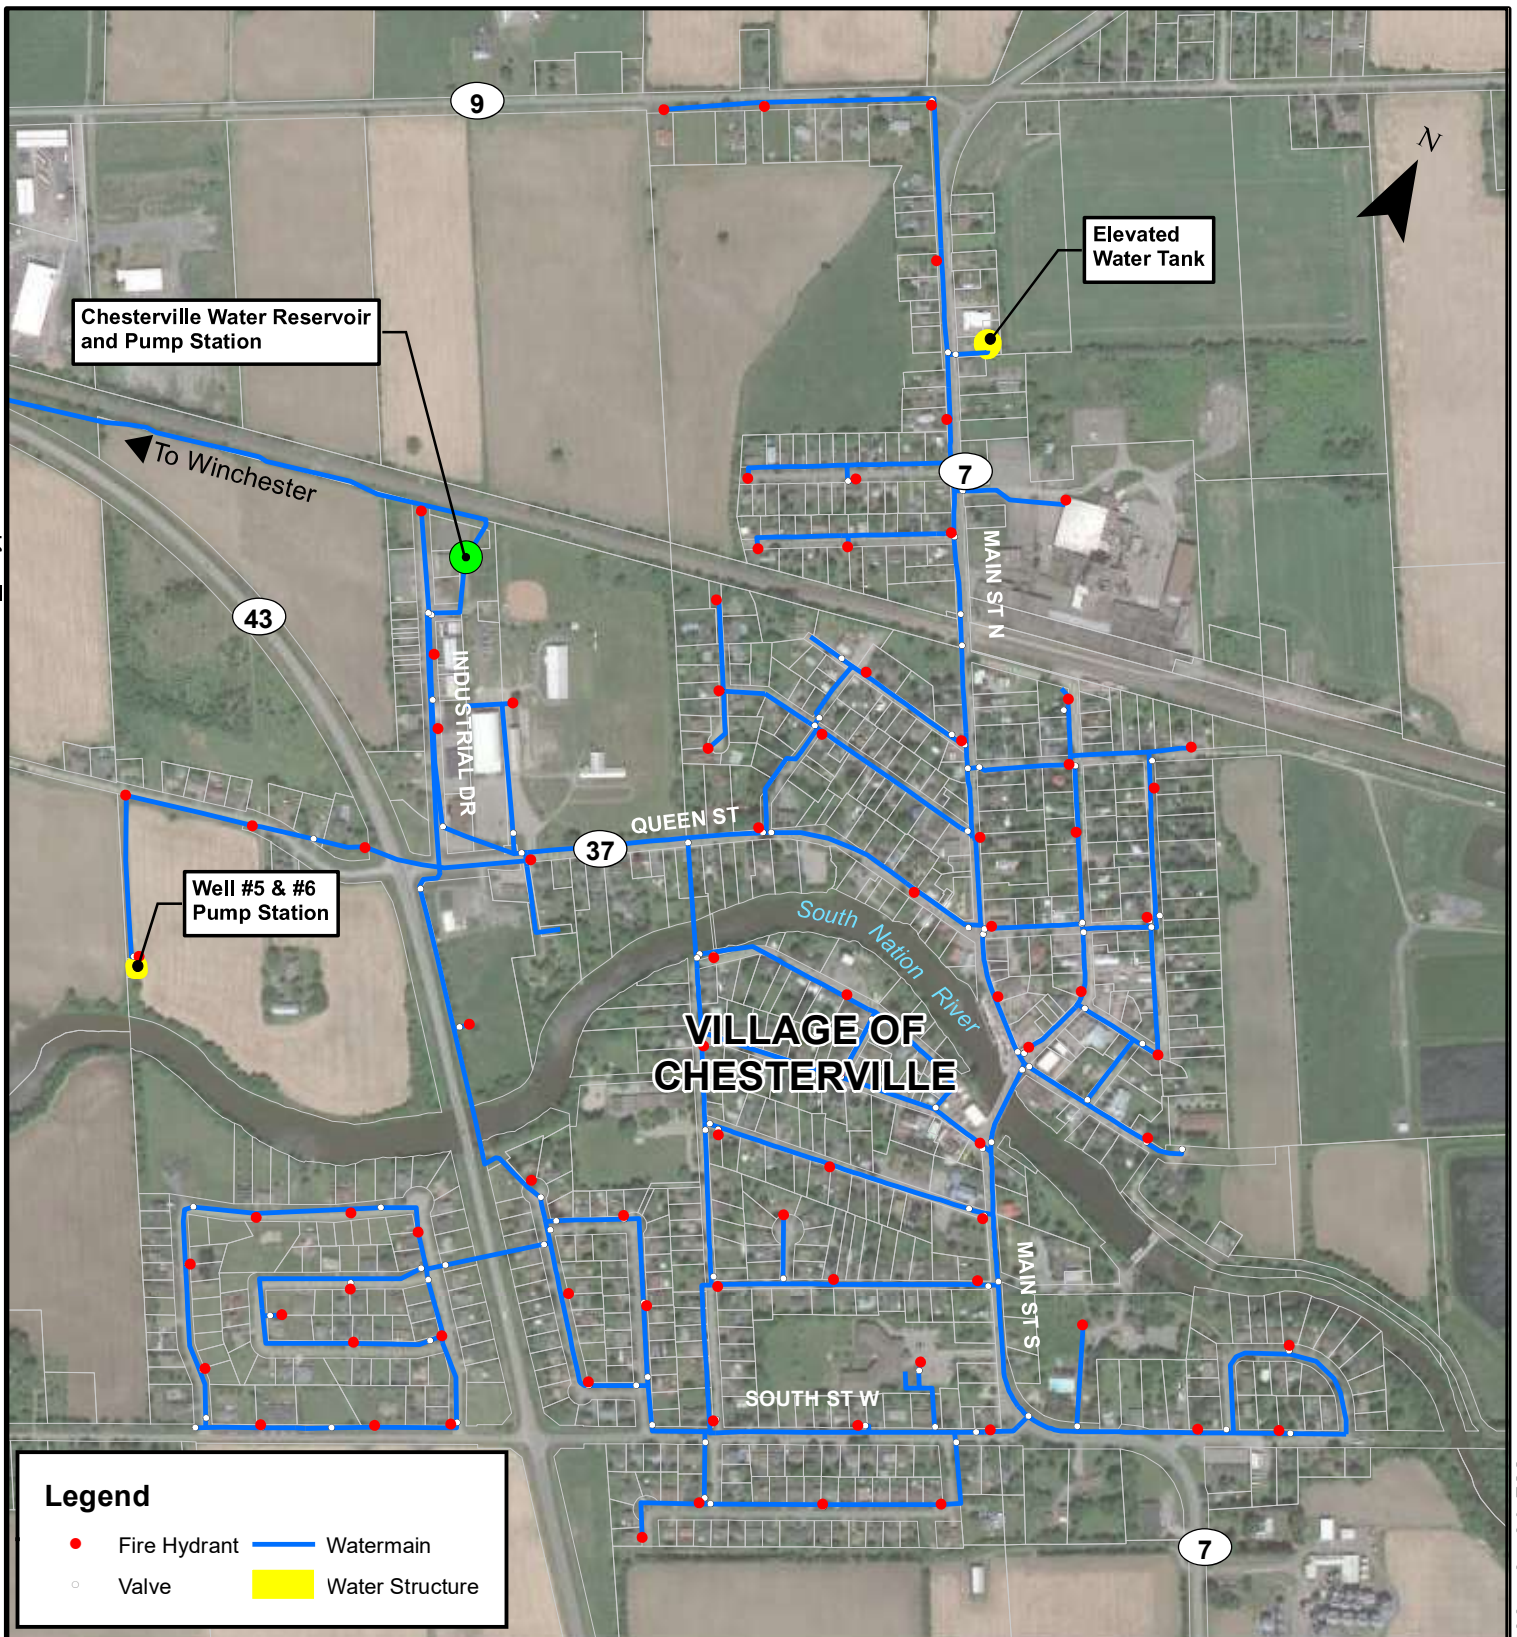 9
N
Elevated
Water Tank
Chesterville Water Reservoir
and Pump Station
To Winchester
7
43
MAIN ST N
INDUSTRIAL DR
QUEEN ST
37
Well #5 & #6
Pump Station
South Nation River
VILLAGE OF
CHESTERVILLE
MAIN ST S
SOUTH ST W
7
Legend
Fire Hydrant
Watermain
Valve
Water Structure